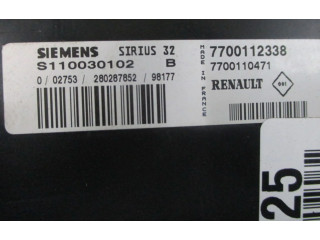 SIEMENS SIRIUS 32
S110030102 B
0 / 02753 / 280287852 / 98177
MADE IN FRANCE
7700112338
7700110471
RENAULT
25